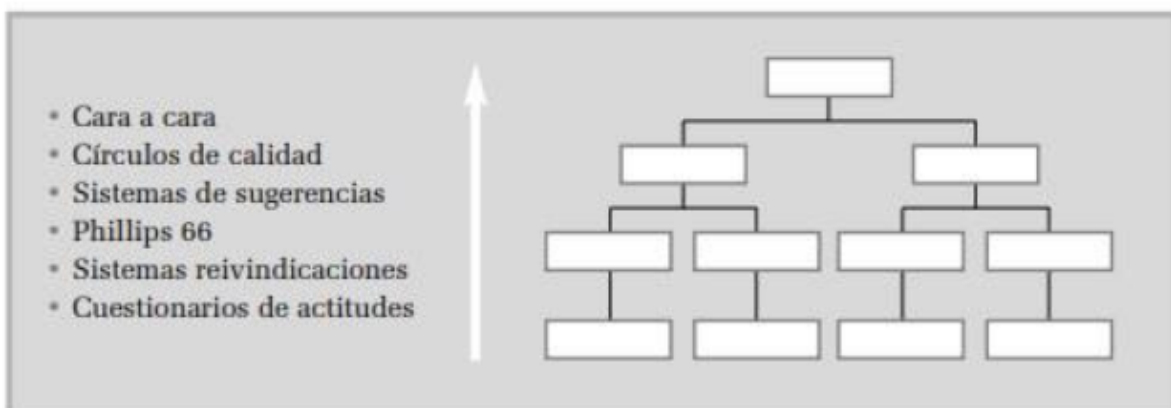 • Cara a cara
• Círculos de calidad
• Sistemas de sugerencias
• Phillips 66
• Sistemas reivindicaciones
• Cuestionarios de actitudes